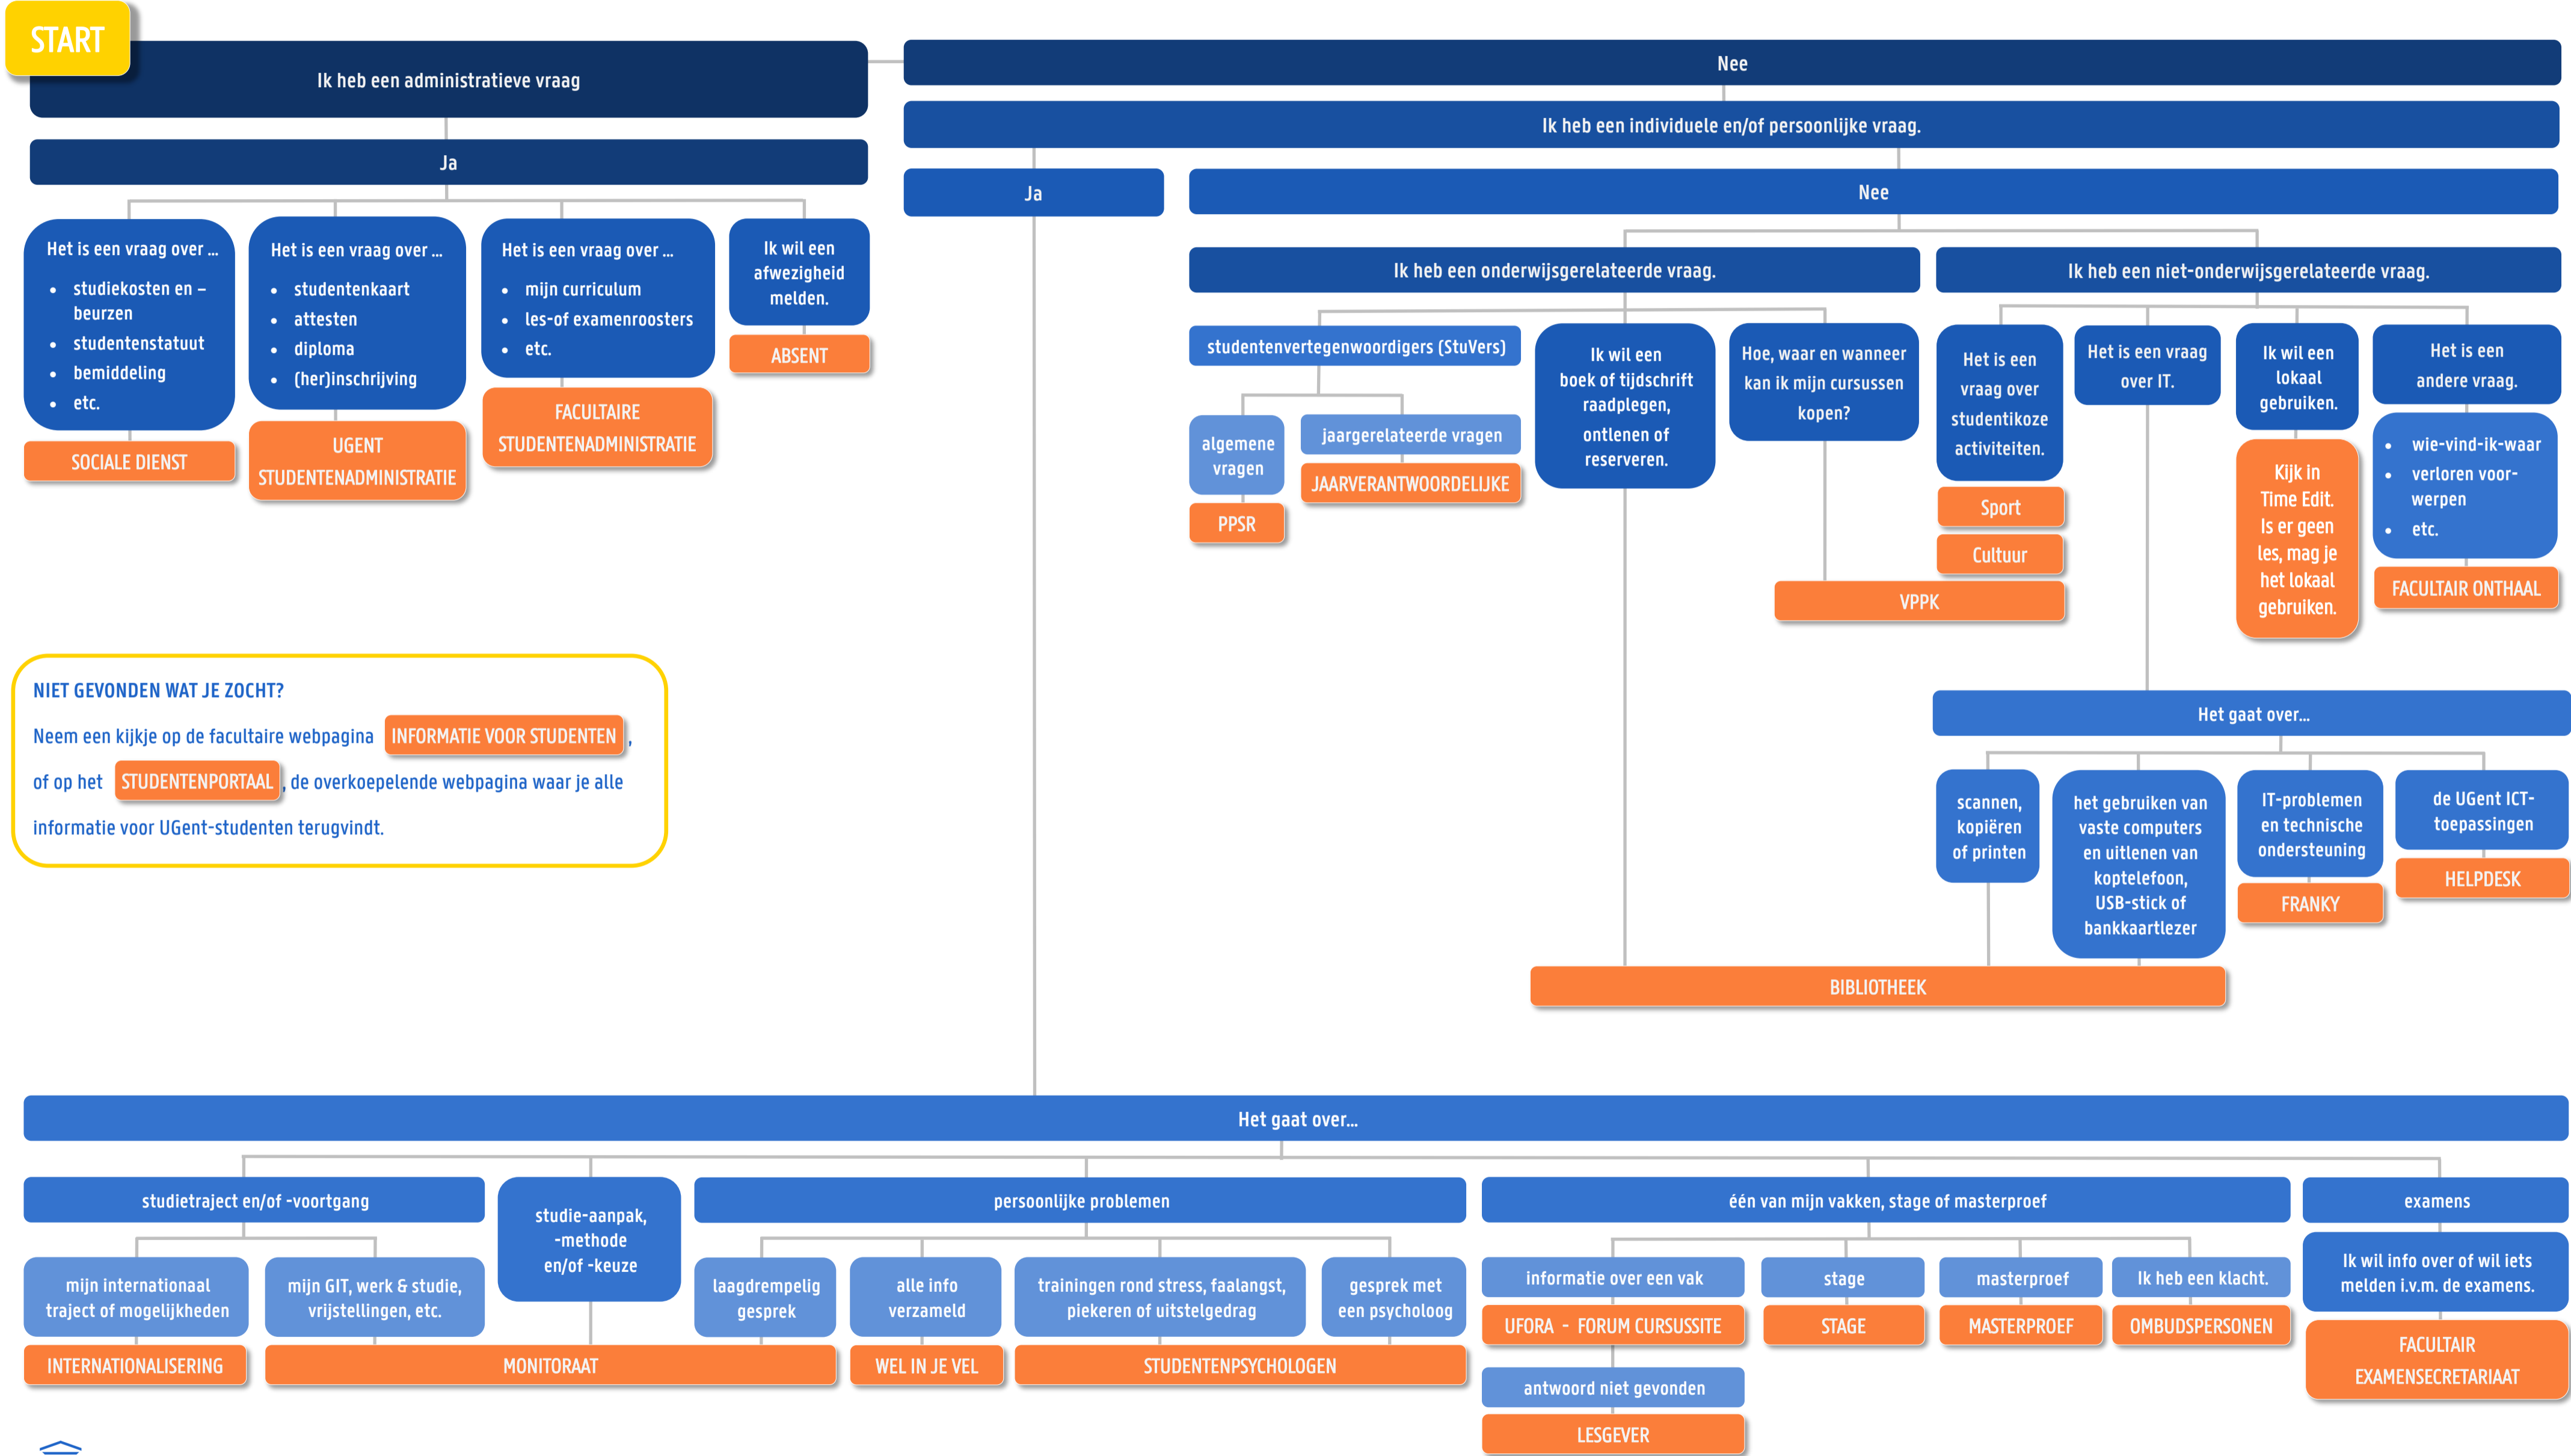 START
Ik heb een administratieve vraag
Ja
Het is een vraag over ...
• studiekosten en –
beurzen
• studentenstatuut
• bemiddeling
• etc.
SOCIALE DIENST
Het is een vraag over ...
• studentenkaart
• attesten
• diploma
• (her)inschrijving
UGENT
STUDENTENADMINISTRATIE
Het is een vraag over ...
• mijn curriculum
• les-of examenroosters
• etc.
FACULTAIRE
STUDENTENADMINISTRATIE
Ik wil een
afwezigheid
melden.
ABSENT
Nee
Ik heb een individuele en/of persoonlijke vraag.
Ja
Nee
Ik heb een onderwijsgerelateerde vraag.
studentenvertegenwoordigers (StuVers)
algemene
vragen
PPSR
jaargerelateerde vragen
JAARVERANTWOORDELIJKE
Ik wil een
boek of tijdschrift
raadplegen,
ontlenen of
reserveren.
Hoe, waar en wanneer
kan ik mijn cursussen
kopen?
Ik heb een niet-onderwijsgerelateerde vraag.
Het is een
vraag over
studentikoze
activiteiten.
Sport
Cultuur
VPPK
Het is een vraag
over IT.
Ik wil een
lokaal
gebruiken.
Kijk in
Time Edit.
Is er geen
les, mag je
het lokaal
gebruiken.
Het is een
andere vraag.
• wie-vind-ik-waar
• verloren voor-
werpen
• etc.
FACULTAIR ONTHAAL
NIET GEVONDEN WAT JE ZOCHT?
Neem een kijkje op de facultaire webpagina INFORMATIE VOOR STUDENTEN ,
of op het STUDENTENPORTAAL , de overkoepelende webpagina waar je alle
informatie voor UGent-studenten terugvindt.
Het gaat over...
scannen,
kopiëren
of printen
het gebruiken van
vaste computers
en uitlenen van
koptelefoon,
USB-stick of
bankkaartlezer
IT-problemen
en technische
ondersteuning
FRANKY
de UGent ICT-
toepassingen
HELPDESK
BIBLIOTHEEK
Het gaat over...
studietraject en/of -voortgang
mijn internationaal
traject of mogelijkheden
INTERNATIONALISERING
mijn GIT, werk & studie,
vrijstellingen, etc.
studie-aanpak,
-methode
en/of -keuze
MONITORAAT
persoonlijke problemen
laagdrempelig
gesprek
alle info
verzameld
WEL IN JE VEL
trainingen rond stress, faalangst,
piekeren of uitstelgedrag
gesprek met
een psycholoog
STUDENTENPSYCHOLOGEN
één van mijn vakken, stage of masterproef
informatie over een vak
UFORA - FORUM CURSUSSITE
antwoord niet gevonden
LESGEVER
stage
STAGE
masterproef
MASTERPROEF
Ik heb een klacht.
OMBUDSPERSONEN
examens
Ik wil info over of wil iets
melden i.v.m. de examens.
FACULTAIR
EXAMENSECRETARIAAT